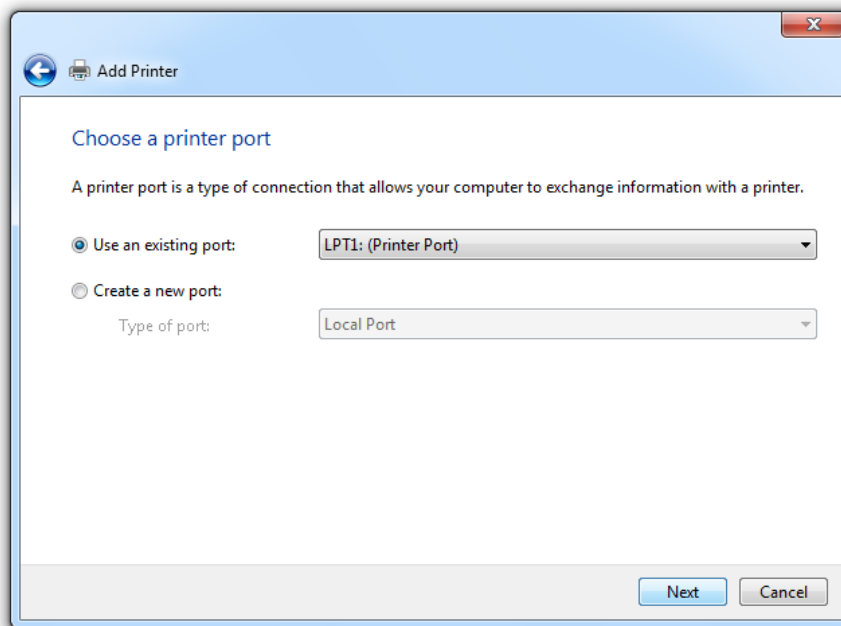 Add Printer
Choose a printer port
A printer port is a type of connection that allows your computer to exchange information with a printer.
Use an existing port: LPT1: (Printer Port)
Create a new port:
Type of port: Local Port
Next Cancel